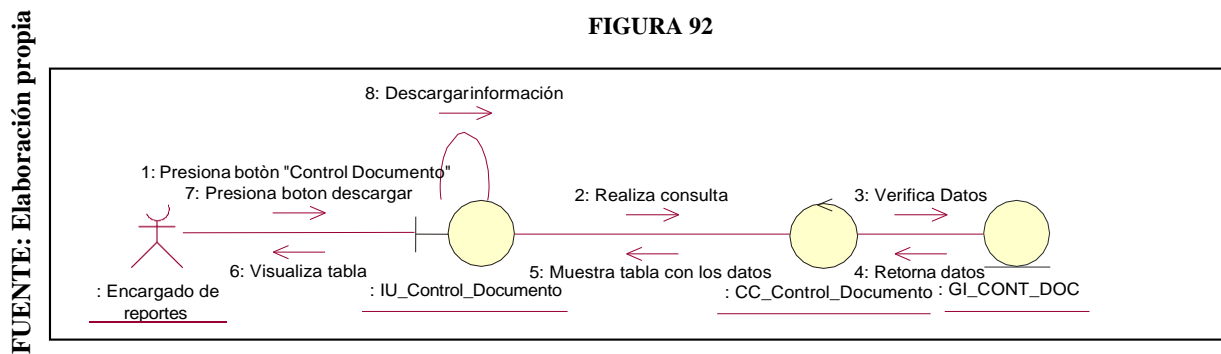 FIGURA 92
FUENTE: Elaboración propia
8: Descargarinformación
1: Presiona botòn "Control Documento"
7: Presiona boton descargar
2: Realiza consulta
3: Verifica Datos
6: Visualiza tabla
5: Muestra tabla con los datos
4: Retorna datos
: Encargado de
reportes
: IU_Control_Documento
: CC_Control_Documento
: GI_CONT_DOC